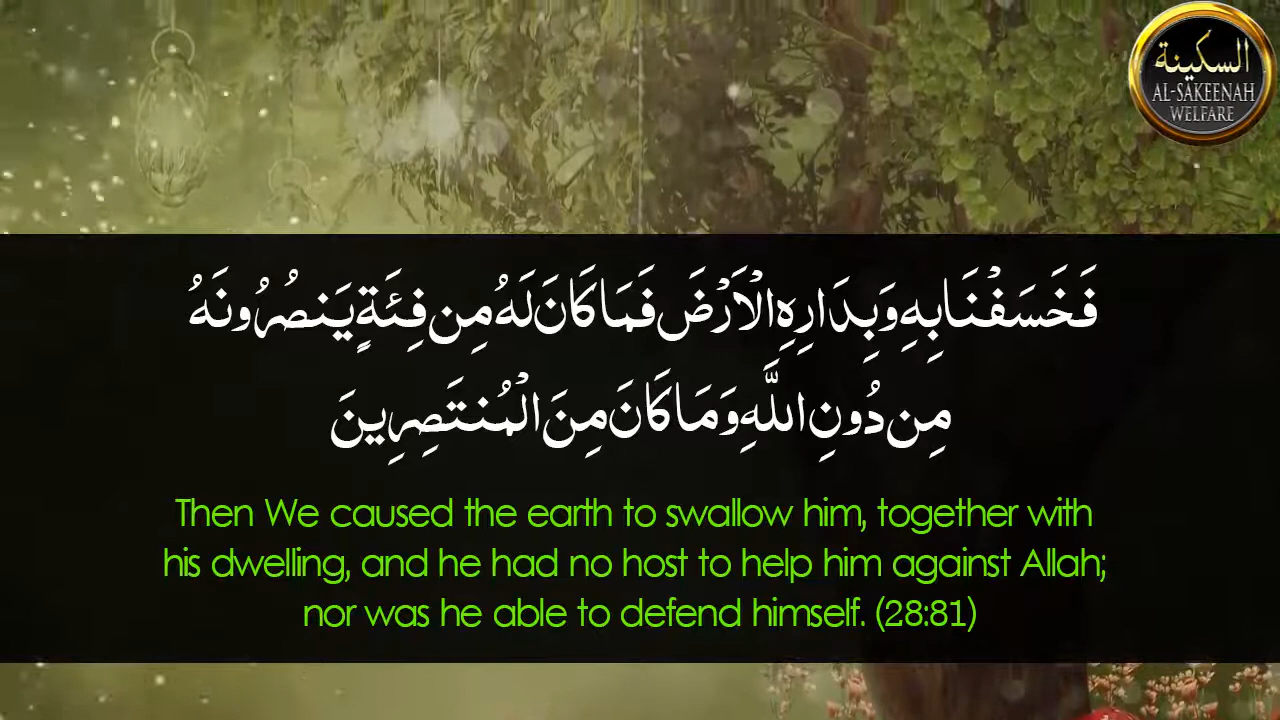 السكينة
AL-SAKEENAH
WELFARE
فَخَسَفْنَا بِهِ وَبِدَارِهِ الْاَرْضَ فَمَا كَانَ لَهُ مِن فِئَةٍ يَنصُرُونَهُ
مِن دُونِ اللَّهِ وَمَا كَانَ مِنَ الْمُنتَصِرِينَ
Then We caused the earth to swallow him, together with
his dwelling, and he had no host to help him against Allah;
nor was he able to defend himself. (28:81)